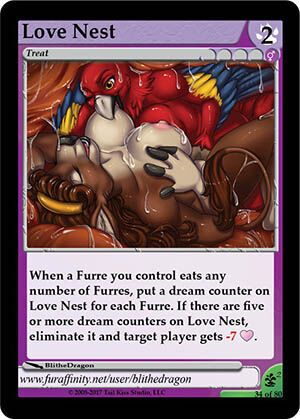 Love Nest
2
Treat
When a Furre you control eats any
number of Furres, put a dream counter on
Love Nest for each Furre. If there are five
or more dream counters on Love Nest,
eliminate it and target player gets -7
BlitheDragon
www.furaffinity.net/user/blithedragon
© 2005-2017 Tail Kiss Studio, LLC
34 of 80